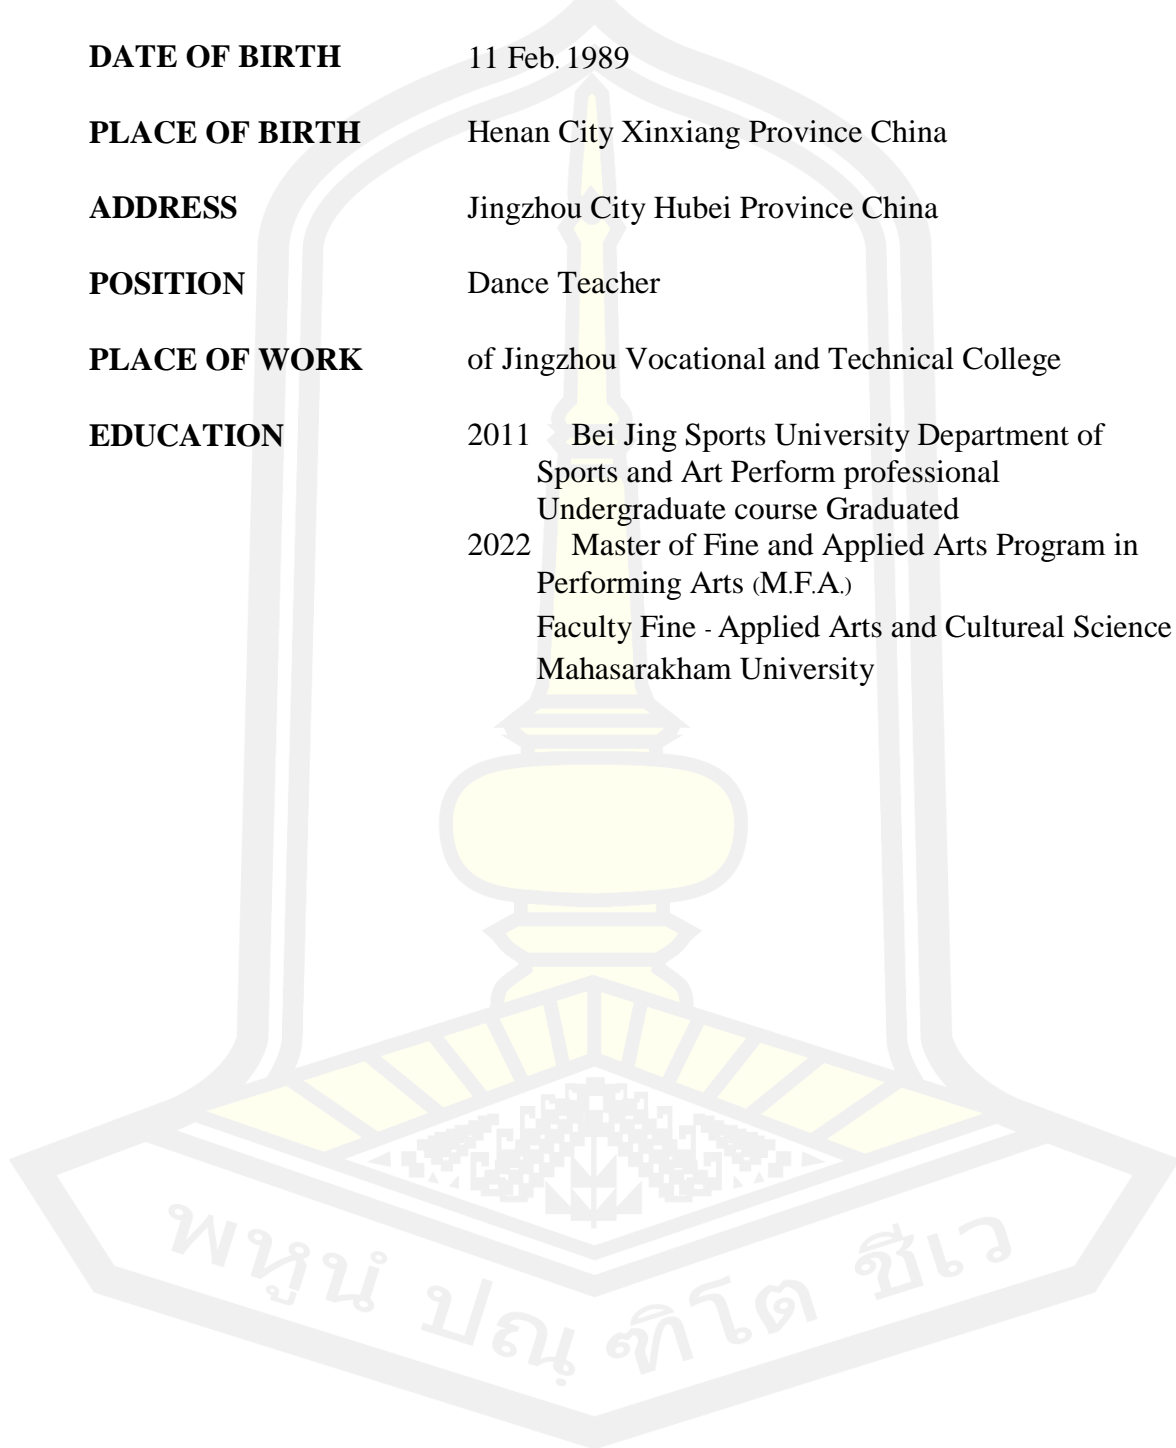 DATE OF BIRTH 11 Feb. 1989
PLACE OF BIRTH Henan City Xinxiang Province China
ADDRESS Jingzhou City Hubei Province China
POSITION Dance Teacher
PLACE OF WORK of Jingzhou Vocational and Technical College
EDUCATION 2011 Bei Jing Sports University Department of
Sports and Art Perform professional
Undergraduate course Graduated
2022 Master of Fine and Applied Arts Program in
Performing Arts (M.F.A.)
Faculty Fine - Applied Arts and Cultureal Science
Mahasarakham University
พหูนํ ปณฺฑิโต ชีเว